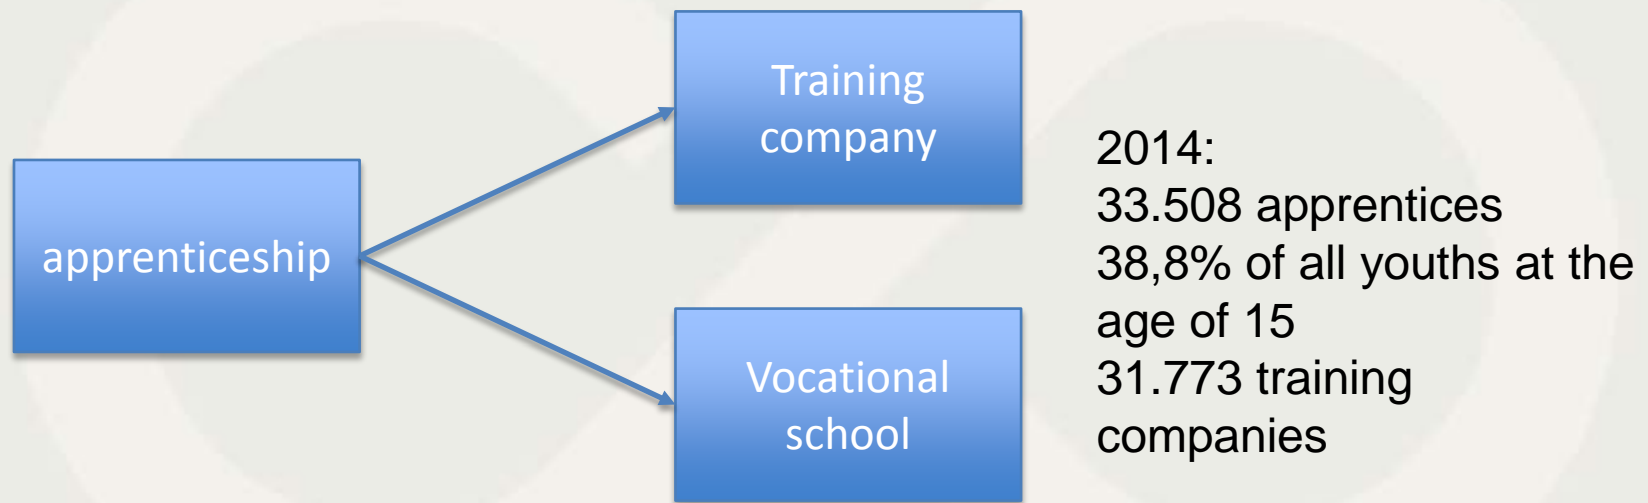 apprenticeship
Training
company
Vocational
school
2014:
33.508 apprentices
38,8% of all youths at the
age of 15
31.773 training
companies